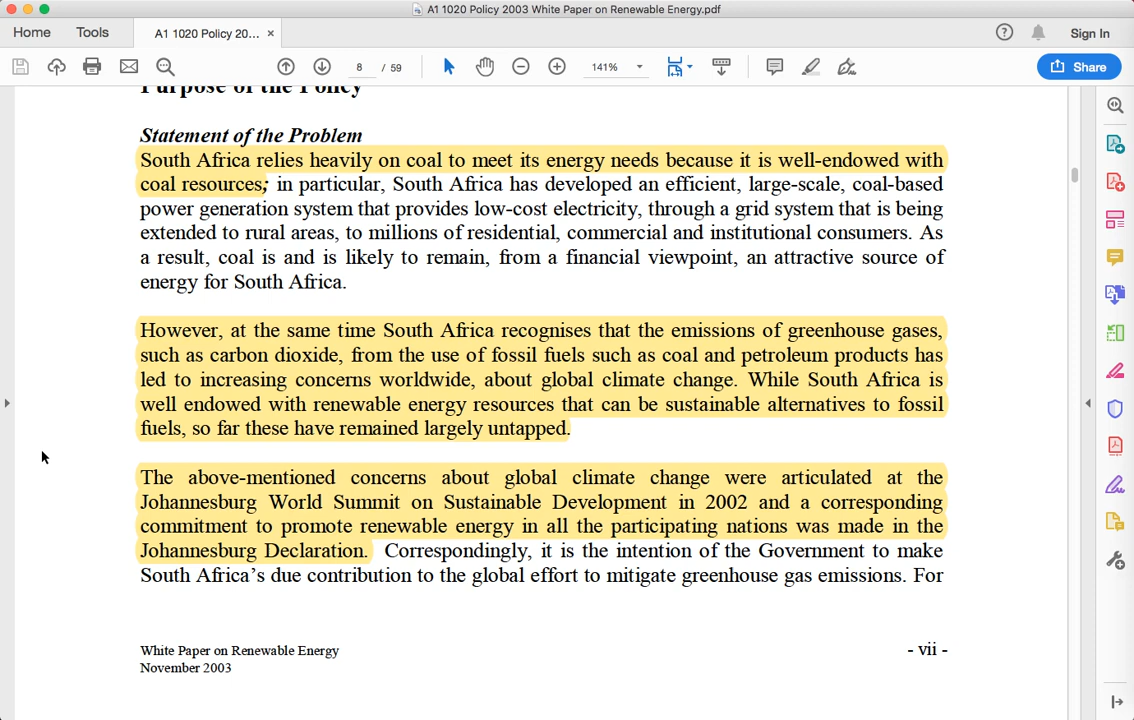 A1 1020 Policy 2003 White Paper on Renewable Energy.pdf
Home Tools A1 1020 Policy 20... × Sign In
8 / 59 141% Share
Purpose of the Policy
Statement of the Problem
South Africa relies heavily on coal to meet its energy needs because it is well-endowed with
coal resources; in particular, South Africa has developed an efficient, large-scale, coal-based
power generation system that provides low-cost electricity, through a grid system that is being
extended to rural areas, to millions of residential, commercial and institutional consumers. As
a result, coal is and is likely to remain, from a financial viewpoint, an attractive source of
energy for South Africa.
However, at the same time South Africa recognises that the emissions of greenhouse gases,
such as carbon dioxide, from the use of fossil fuels such as coal and petroleum products has
led to increasing concerns worldwide, about global climate change. While South Africa is
well endowed with renewable energy resources that can be sustainable alternatives to fossil
fuels, so far these have remained largely untapped.
The above-mentioned concerns about global climate change were articulated at the
Johannesburg World Summit on Sustainable Development in 2002 and a corresponding
commitment to promote renewable energy in all the participating nations was made in the
Johannesburg Declaration. Correspondingly, it is the intention of the Government to make
South Africa's due contribution to the global effort to mitigate greenhouse gas emissions. For
White Paper on Renewable Energy - vii -
November 2003